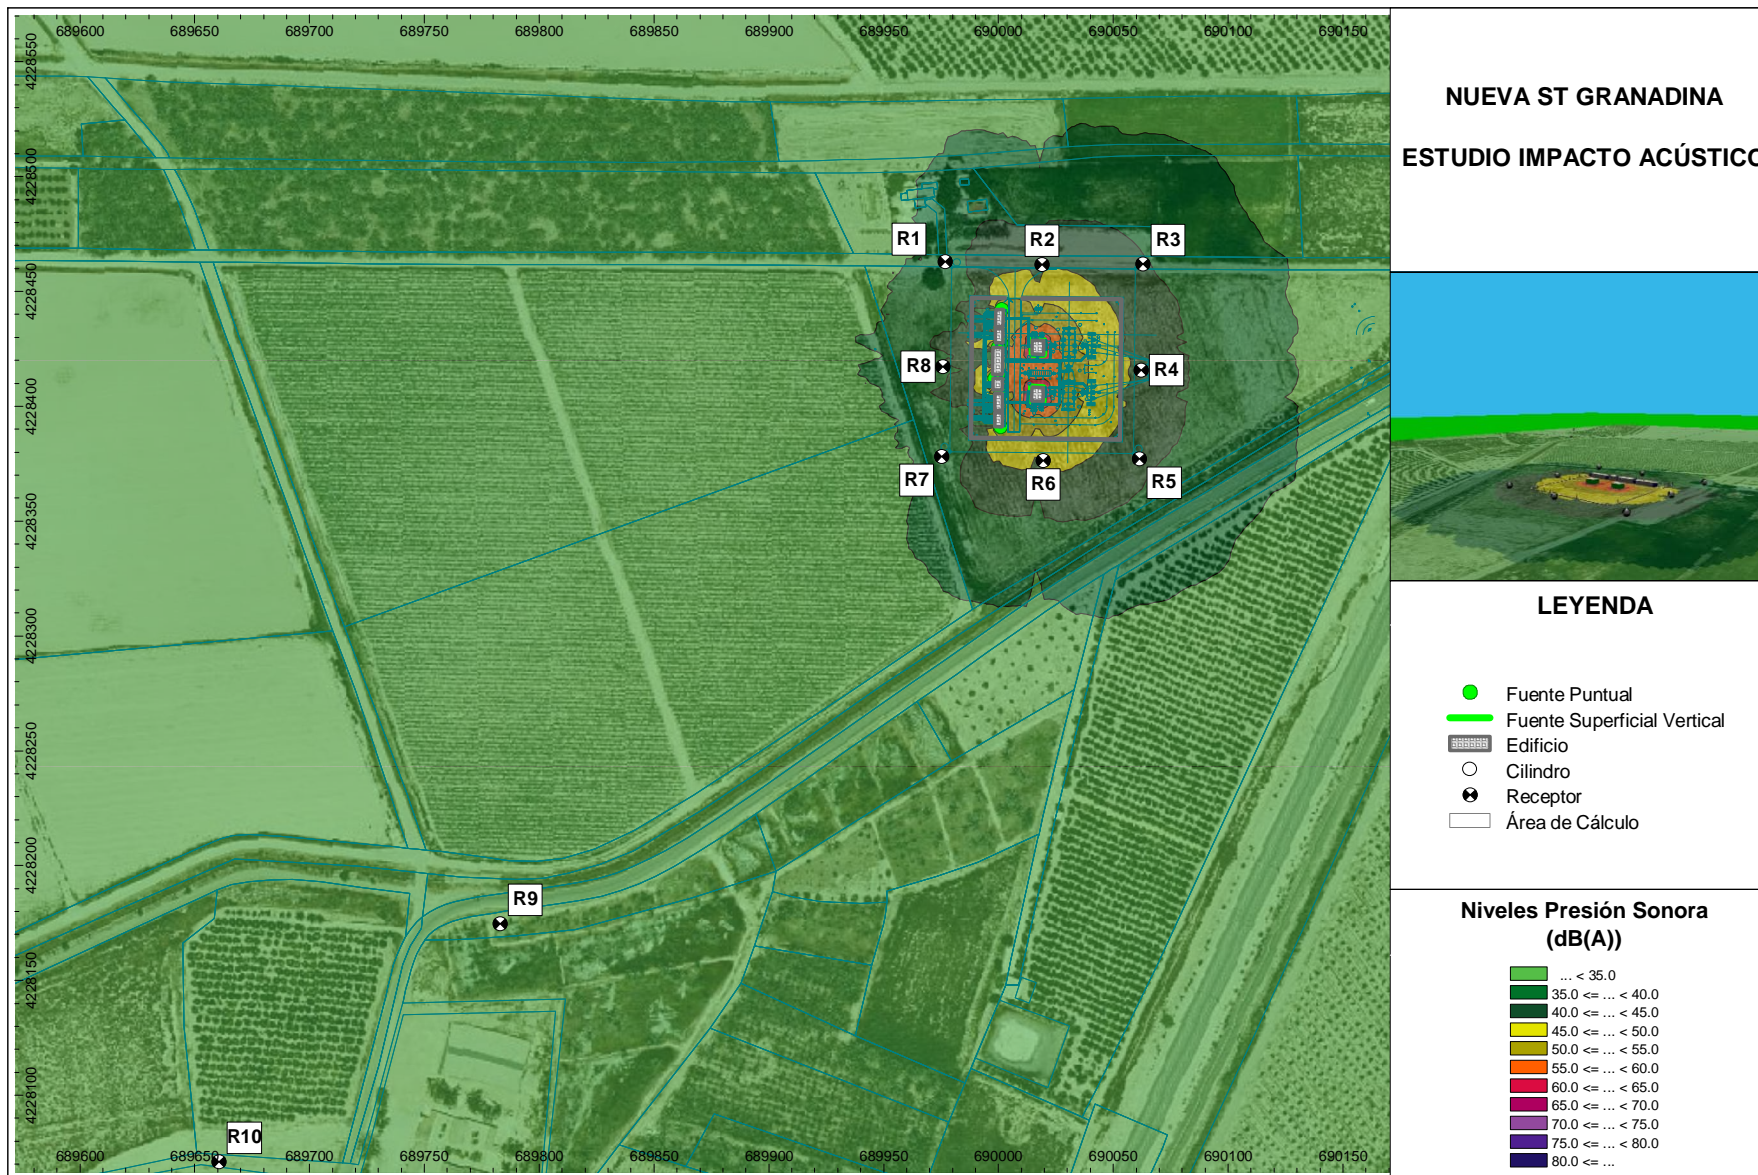 689600 689650 689700 689750 689800 689850 689900 689950 690000 690050 690100 690150
4228550
4228500
4228450
4228400
4228350
4228300
4228250
4228200
4228150
4228100
R1
R2
R3
R8
R4
R7
R6
R5
R9
R10
689600 689650 689700 689750 689800 689850 689900 689950 690000 690050 690100 690150
NUEVA ST GRANADINA
ESTUDIO IMPACTO ACÚSTICO
LEYENDA
Fuente Puntual
Fuente Superficial Vertical
Edificio
Cilindro
Receptor
Área de Cálculo
Niveles Presión Sonora
(dB(A))
... < 35.0
35.0 <= ... < 40.0
40.0 <= ... < 45.0
45.0 <= ... < 50.0
50.0 <= ... < 55.0
55.0 <= ... < 60.0
60.0 <= ... < 65.0
65.0 <= ... < 70.0
70.0 <= ... < 75.0
75.0 <= ... < 80.0
80.0 <= ...